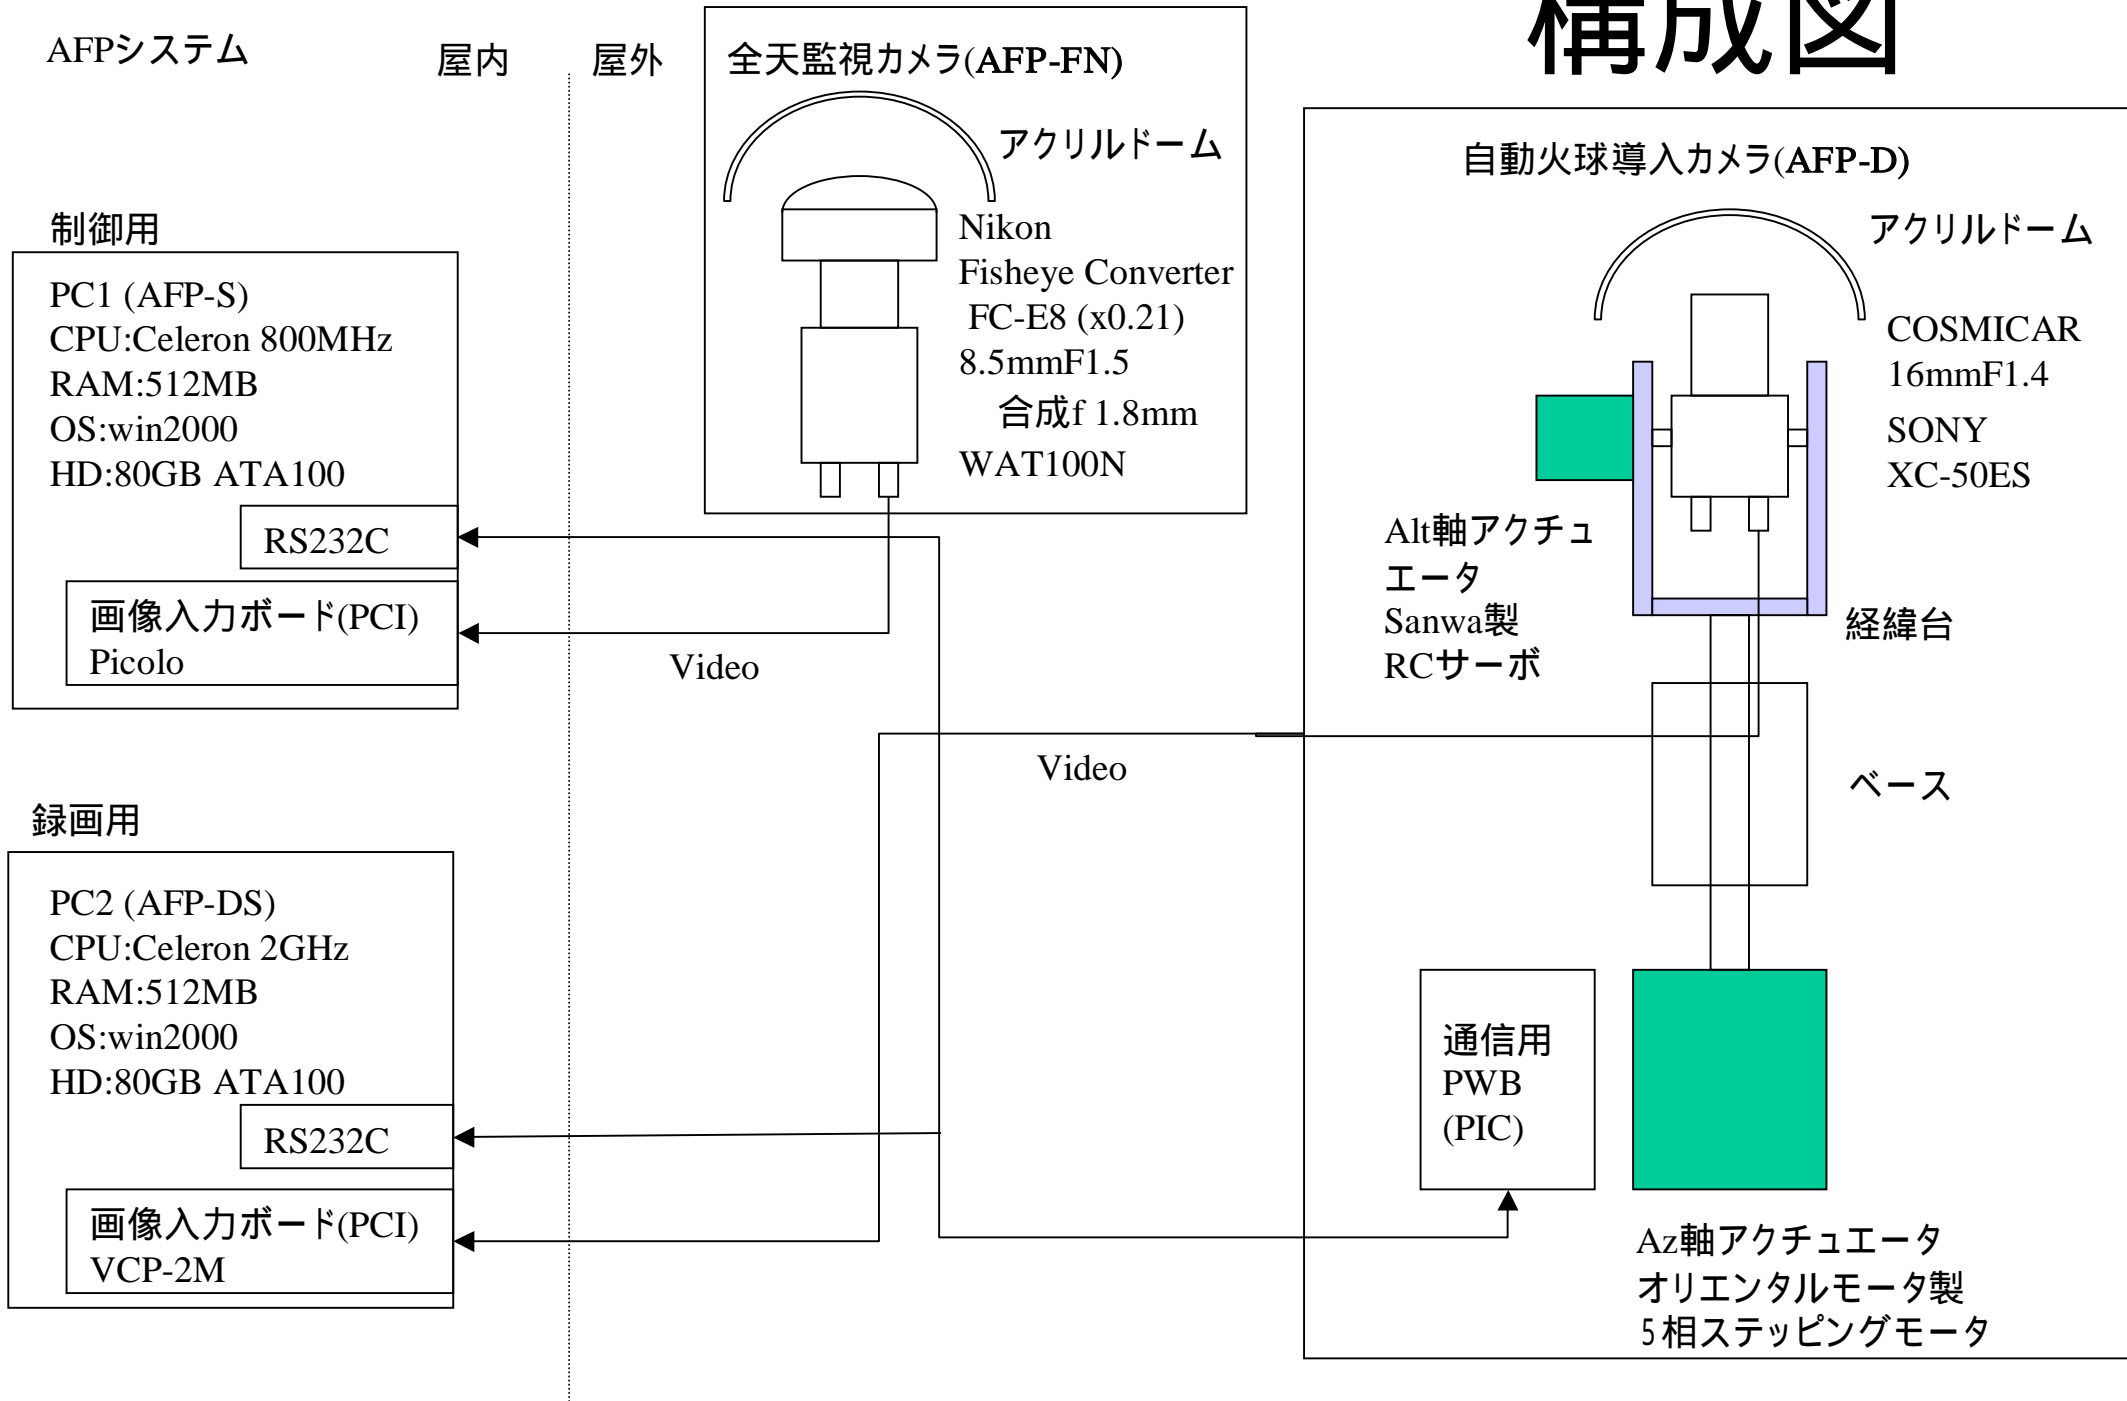 構成図
AFPシステム
屋内
屋外
制御用
PC1 (AFP-S)
CPU:Celeron 800MHz
RAM:512MB
OS:win2000
HD:80GB ATA100
RS232C
画像入力ボード(PCI)
Picolo
録画用
PC2 (AFP-DS)
CPU:Celeron 2GHz
RAM:512MB
OS:win2000
HD:80GB ATA100
RS232C
画像入力ボード(PCI)
VCP-2M
全天監視カメラ(AFP-FN)
アクリルドーム
Nikon
Fisheye Converter
FC-E8 (x0.21)
8.5mmF1.5
合成f 1.8mm
WAT100N
Video
Video
自動火球導入カメラ(AFP-D)
アクリルドーム
COSMICAR
16mmF1.4
SONY
XC-50ES
Alt軸アクチュ
エータ
Sanwa製
RCサーボ
経緯台
ベース
通信用
PWB
(PIC)
Az軸アクチュエータ
オリエンタルモータ製
5相ステッピングモータ